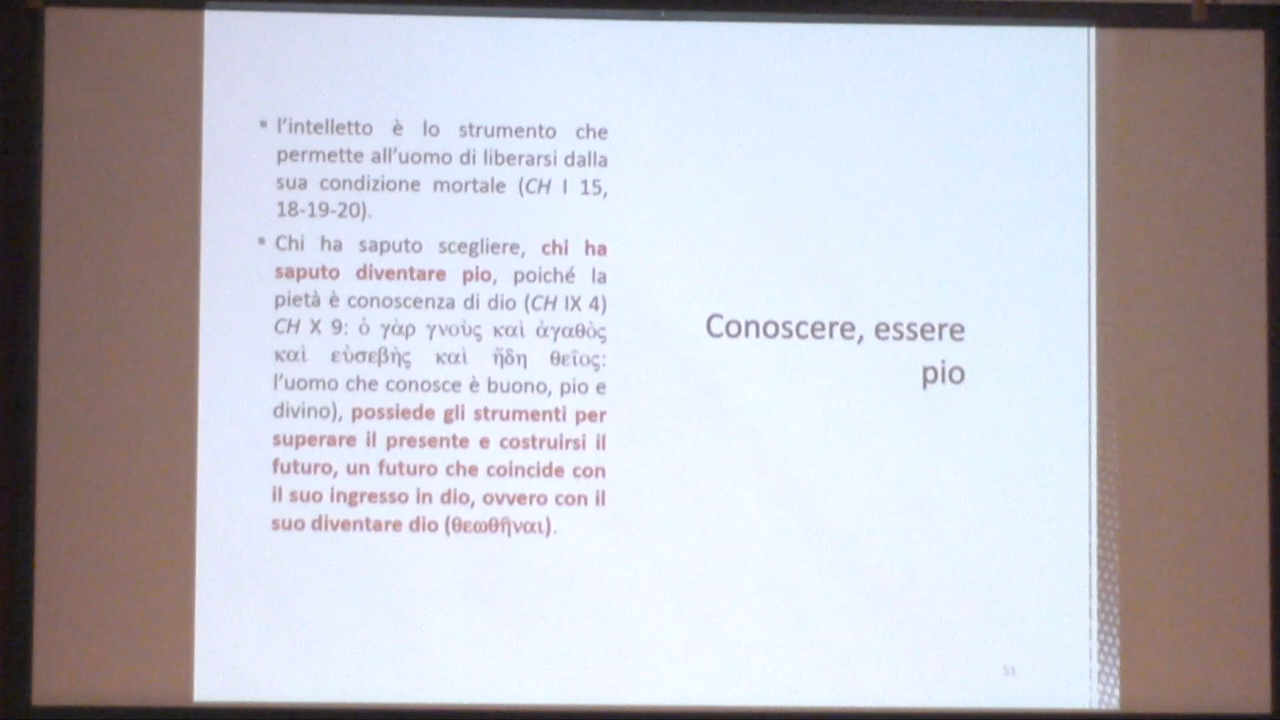 ▪ l'intelletto è lo strumento che
permette all'uomo di liberarsi dalla
sua condizione mortale (CH I 15,
18-19-20).
▪ Chi ha saputo scegliere, chi ha
saputo diventare pio, poiché la
pietà è conoscenza di dio (CH IX 4)
CH X 9: ὁ γὰρ γνοὺς καὶ ἀγαθὸς
καὶ εὐσεβὴς καὶ ἤδη θεῖος:
l'uomo che conosce è buono, pio e
divino), possiede gli strumenti per
superare il presente e costruirsi il
futuro, un futuro che coincide con
il suo ingresso in dio, ovvero con il
suo diventare dio (θεωθῆναι).
Conoscere, essere
pio
51